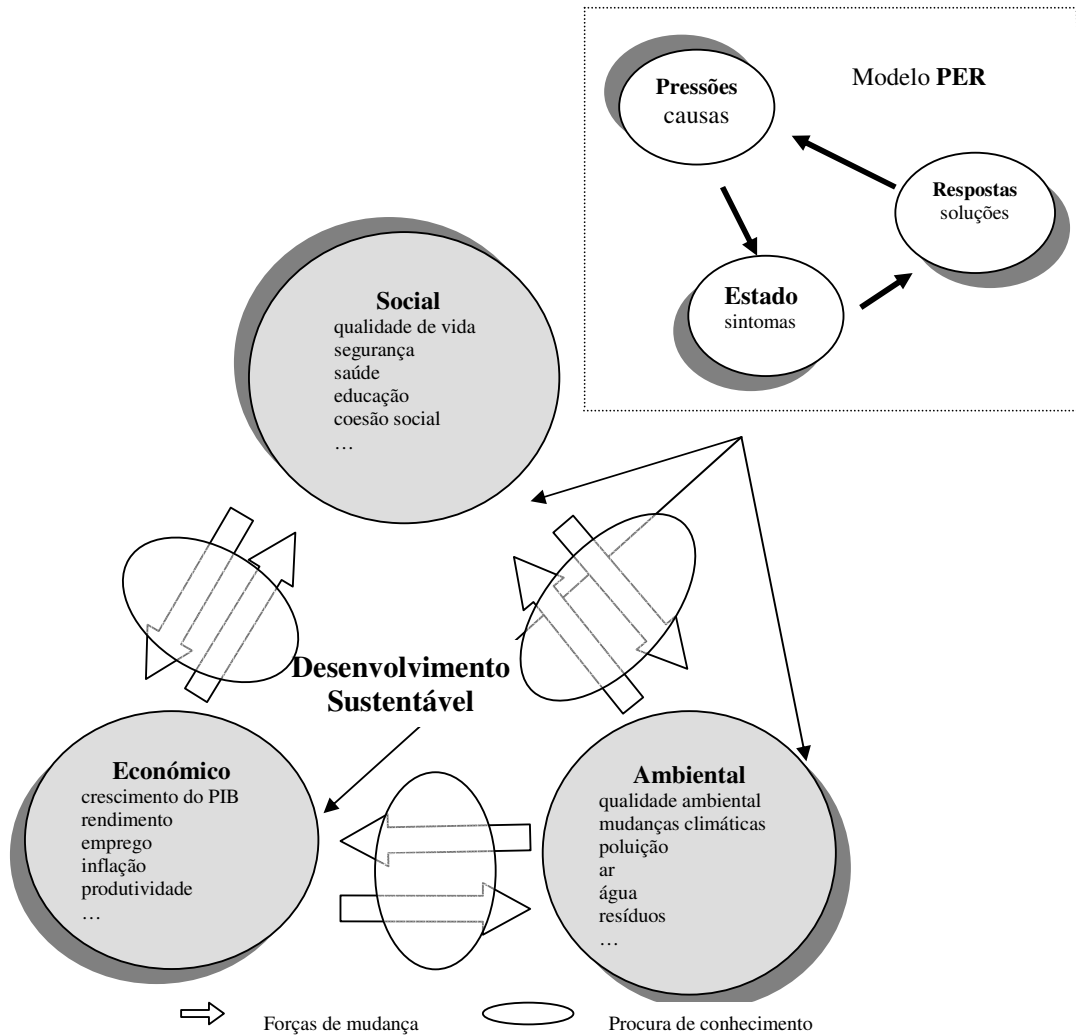 Modelo PER
Pressões
causas
Respostas
soluções
Estado
sintomas
Social
qualidade de vida
segurança
saúde
educação
coesão social
…
Desenvolvimento
Sustentável
Económico
crescimento do PIB
rendimento
emprego
inflação
produtividade
…
Ambiental
qualidade ambiental
mudanças climáticas
poluição
ar
água
resíduos
…
Forças de mudança
Procura de conhecimento